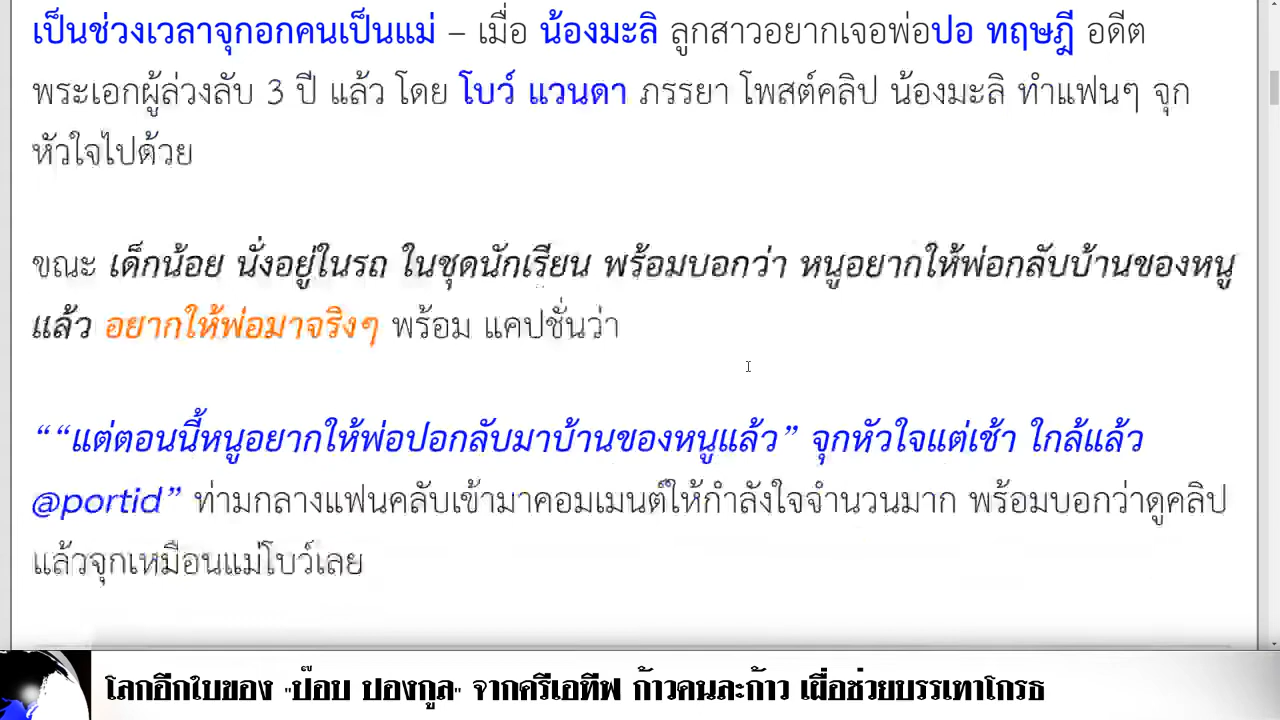 เป็นช่วงเวลาจุกอกคนเป็นแม่ – เมื่อ น้องมะลิ ลูกสาวอยากเจอพ่อปอ ทฤษฎี อดีต
พระเอกผู้ล่วงลับ 3 ปี แล้ว โดย โบว์ แวนดา ภรรยา โพสต์คลิป น้องมะลิ ทำแฟนๆ จุก
หัวใจไปด้วย
ขณะ เด็กน้อย นั่งอยู่ในรถ ในชุดนักเรียน พร้อมบอกว่า หนูอยากให้พ่อกลับบ้านของหนู
แล้ว อยากให้พ่อมาจริงๆ พร้อม แคปชั่นว่า
““แต่ตอนนี้หนูอยากให้พ่อปอกลับมาบ้านของหนูแล้ว” จุกหัวใจแต่เช้า ใกล้แล้ว
@portid” ท่ามกลางแฟนคลับเข้ามาคอมเมนต์ให้กำลังใจจำนวนมาก พร้อมบอกว่าดูคลิป
แล้วจุกเหมือนแม่โบว์เลย
โลกอีกใบของ "ป๊อบ ปองกูล" จากครีเอทีฟ ก้าวคนละก้าว เผื่อช่วยบรรเทาโกรธ